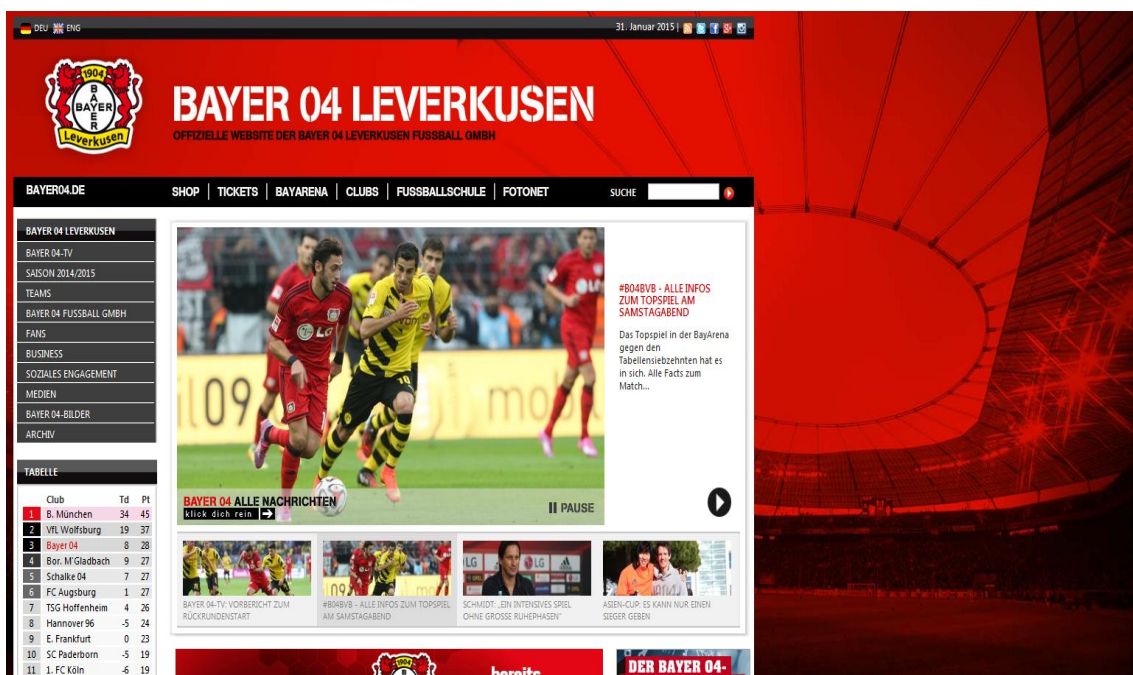 DEU ENG
31. Januar 2015 |
1904
BAYER
BAYER
Leverkusen
BAYER 04 LEVERKUSEN
OFFIZIELLE WEBSITE DER BAYER 04 LEVERKUSEN FUSSBALL GMBH
BAYER04.DE
SHOP | TICKETS | BAYARENA | CLUBS | FUSSBALLSCHULE | FOTONET
SUCHE
BAYER 04 LEVERKUSEN
BAYER 04-TV
SAISON 2014/2015
TEAMS
BAYER 04 FUSSBALL GMBH
FANS
BUSINESS
SOZIALES ENGAGEMENT
MEDIEN
BAYER 04-BILDER
ARCHIV
TABELLE
Club Td Pt
1 B. München 34 45
2 VfL Wolfsburg 19 37
3 Bayer 04 8 28
4 Bor. M'Gladbach 9 27
5 Schalke 04 7 27
6 FC Augsburg 1 27
7 TSG Hoffenheim 4 26
8 Hannover 96 -5 24
9 E. Frankfurt 0 23
10 SC Paderborn -5 19
11 1. FC Köln -6 19
LG
10
09
BAYER 04 ALLE NACHRICHTEN
klick dich rein
PAUSE
#B04BVB - ALLE INFOS
ZUM TOPSPIEL AM
SAMSTAGABEND
Das Topspiel in der BayArena
gegen den
Tabellensiebzehnten hat es
in sich. Alle Facts zum
Match...
BAYER 04-TV: VORBERICHT ZUM
RÜCKRUNDENSTART
#B04BVB - ALLE INFOS ZUM TOPSPIEL
AM SAMSTAGABEND
LG
SCHMIDT: „EIN INTENSIVES SPIEL
OHNE GROSSE RUHEPHASEN"
ASIEN-CUP: ES KANN NUR EINEN
SIEGER GEBEN
1904
bereits
DER BAYER 04-